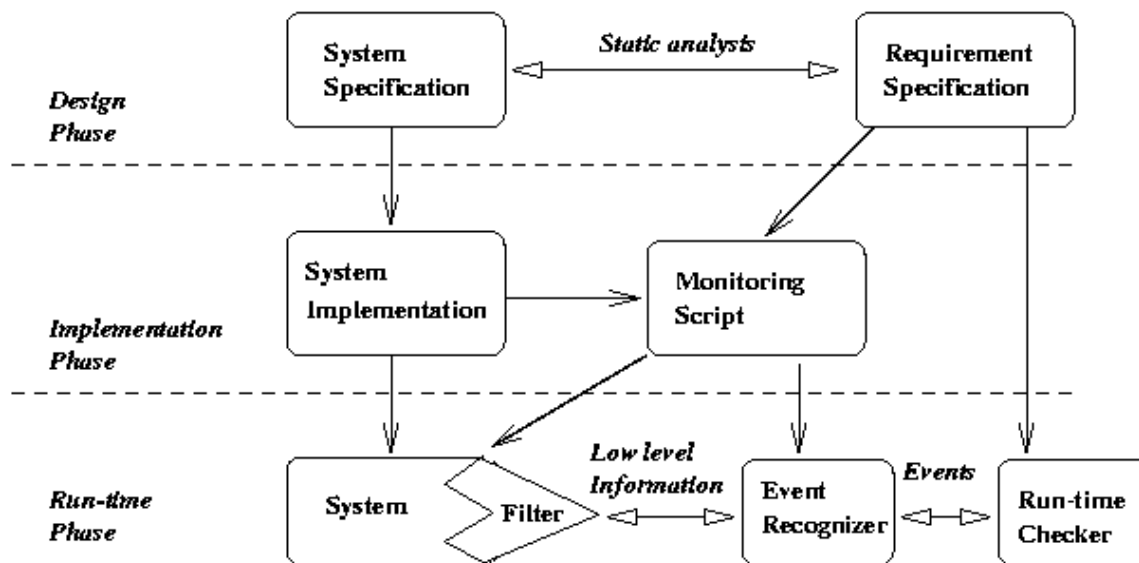 System
Specification
Static analysts
Requirement
Specification
Design
Phase
System
Implementation
Monitoring
Script
Implementation
Phase
Low level
Information
Events
Run-time
Phase
System
Filter
Event
Recognizer
Run-time
Checker